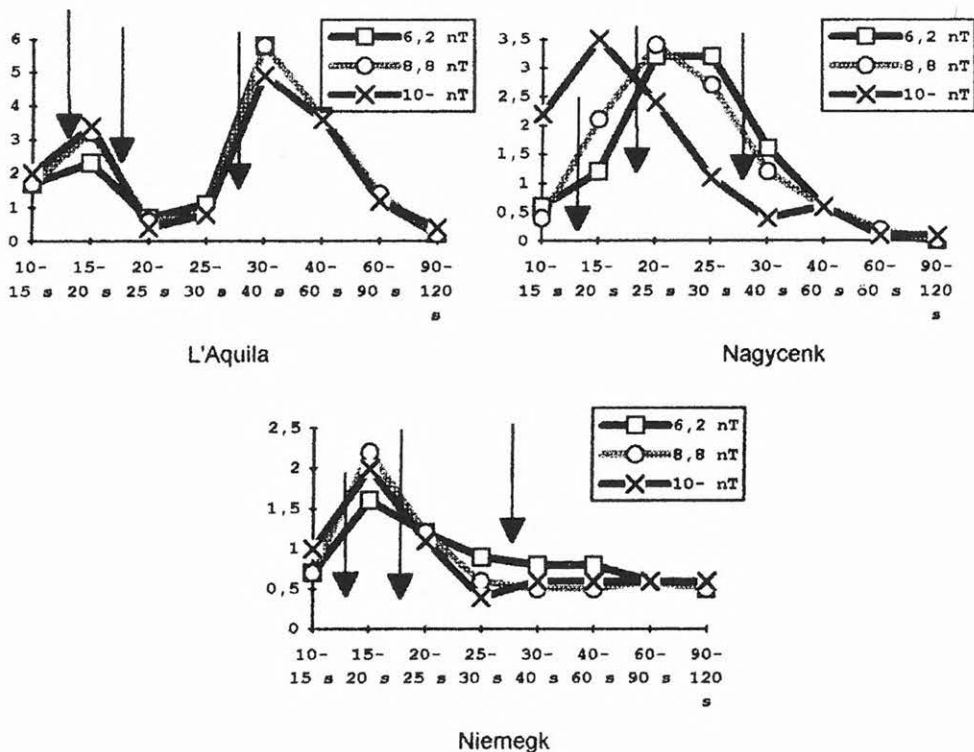 6,2 nT
8,8 nT
10- nT
6
5
4
3
2
1
0
10- 15- 20- 25- 30- 40- 60- 90-
15 s 20 s 25 s 30 s 40 s 60 s 90 s 120
s
L'Aquila
6,2 nT
8,8 nT
10- nT
3,5
3
2,5
2
1,5
1
0,5
0
10- 15- 20- 25- 30- 40- 60- 90-
15 s 20 s 25 s 30 s 40 s 60 s ö0 s 120
s
Nagycenk
6,2 nT
8,8 nT
10- nT
2,5
2
1,5
1
0,5
0
10- 15- 20- 25- 30- 40- 60- 90-
15 s 20 s 25 s 30 s 40 s 60 s 90 s 120
s
Niemegk